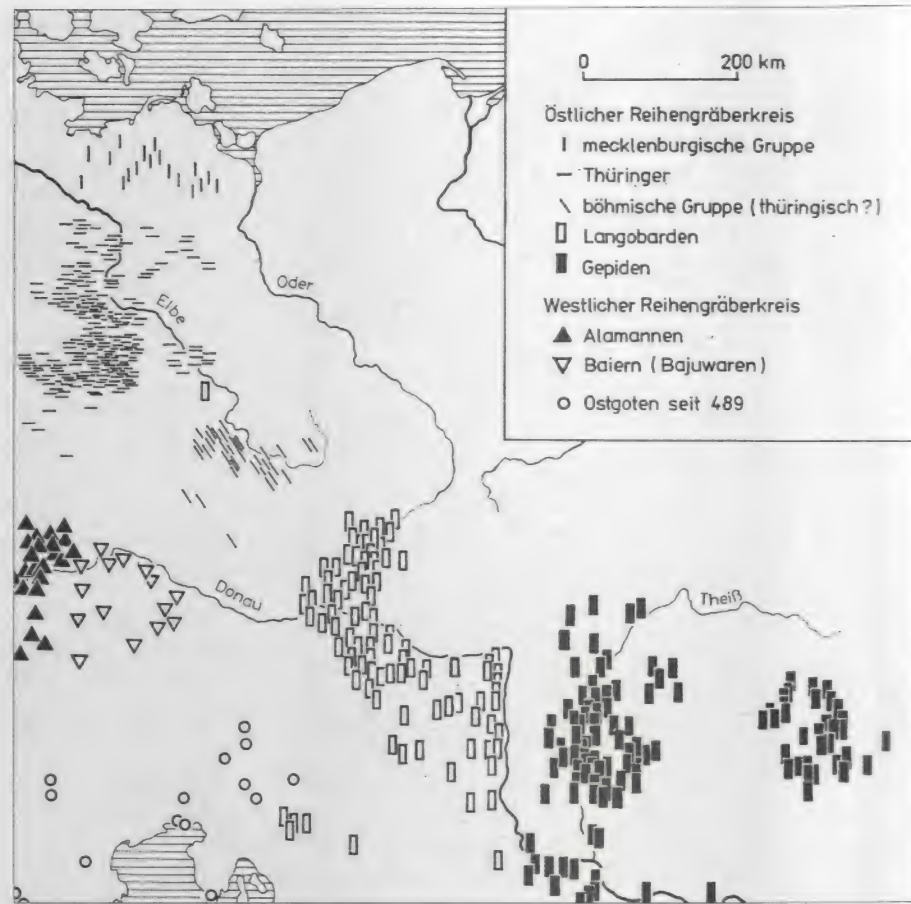 0 200 km
Östlicher Reihengräberkreis
mecklenburgische Gruppe
Thüringer
böhmische Gruppe (thüringisch?)
Langobarden
Gepiden
Westlicher Reihengräberkreis
Alamannen
Baiern (Bajuwaren)
Ostgoten seit 489
Oder
Elbe
Donau
Theiß